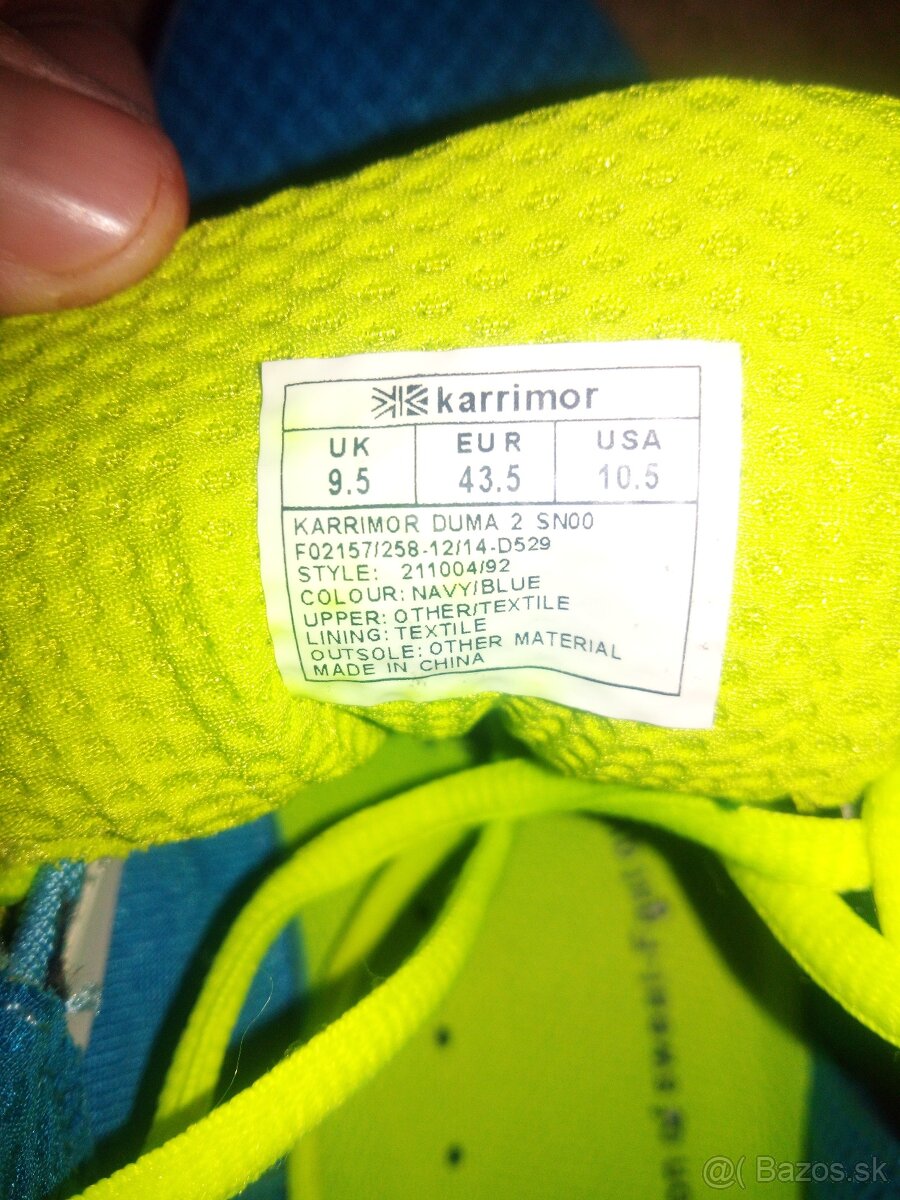 karrimor
UK EUR USA
9.5 43.5 10.5
KARRIMOR DUMA 2 SN00
F02157/258-12/14-D529
STYLE: 211004/92
COLOUR: NAVY/BLUE
UPPER: OTHER/TEXTILE
LINING: TEXTILE
OUTSOLE: OTHER MATERIAL
MADE IN CHINA
@( Bazos.sk